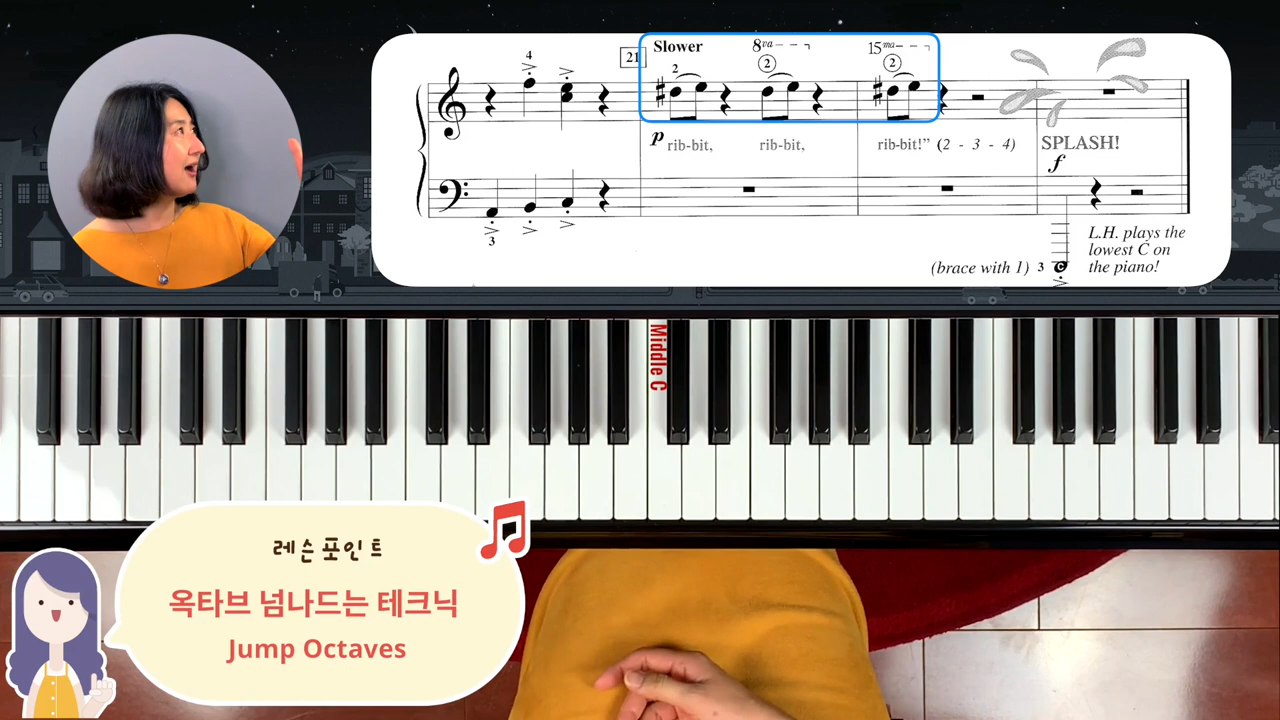 4
21
Slower
8va
15ma
2
2
2
p
rib-bit,
rib-bit,
rib-bit!” (2 - 3 - 4)
SPLASH!
f
3
L.H. plays the
lowest C on
the piano!
(brace with 1) 3 C
Middle C
레슨 포인트
옥타브 넘나드는 테크닉
Jump Octaves